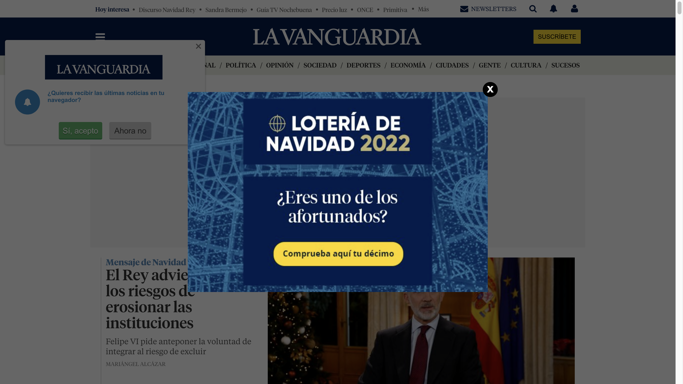 Hoy interesa • Discurso Navidad Rey • Sandra Bermejo • Guía TV Nochebuena • Precio luz • ONCE • Primitiva • Más
NEWSLETTERS
LA VANGUARDIA
SUSCRÍBETE
NAL / POLÍTICA / OPINIÓN / SOCIEDAD / DEPORTES / ECONOMÍA / CIUDADES / GENTE / CULTURA / SUCESOS
LA VANGUARDIA
¿Quieres recibir las últimas noticias en tu
navegador?
Sí, acepto
Ahora no
X
LOTERÍA DE
NAVIDAD 2022
¿Eres uno de los
afortunados?
Comprueba aquí tu décimo
Mensaje de Navidad
El Rey advie
los riesgos de
erosionar las
instituciones
Felipe VI pide anteponer la voluntad de
integrar al riesgo de excluir
MARIÁNGEL ALCÁZAR